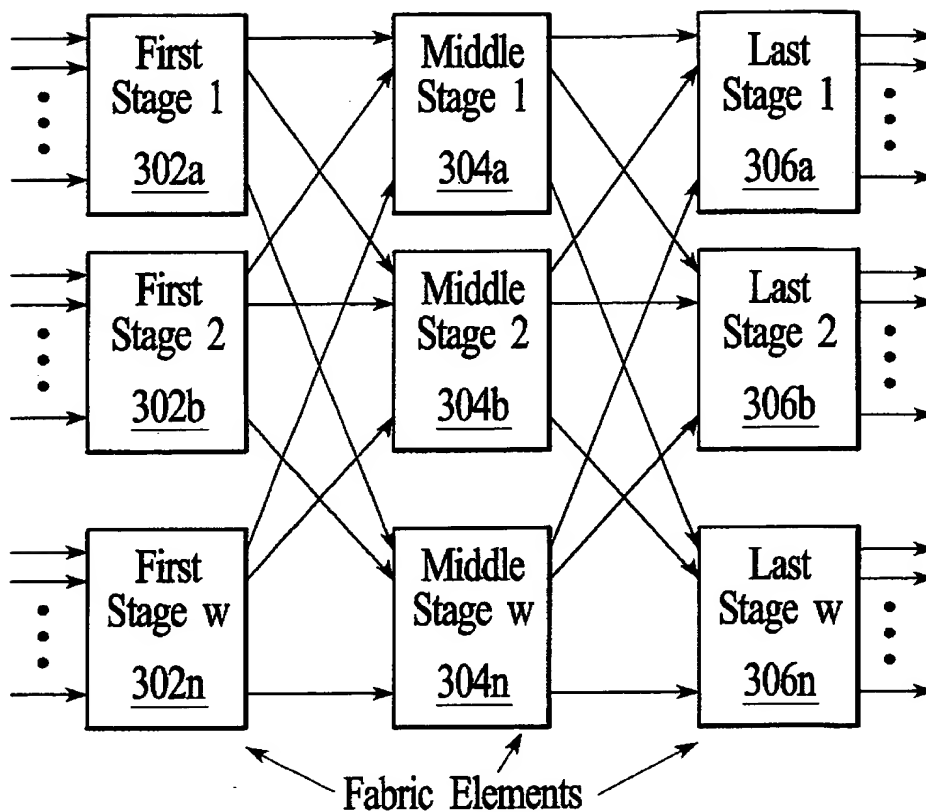 First
Stage 1
302a
Middle
Stage 1
304a
Last
Stage 1
306a
First
Stage 2
302b
Middle
Stage 2
304b
Last
Stage 2
306b
First
Stage w
302n
Middle
Stage w
304n
Last
Stage w
306n
Fabric Elements